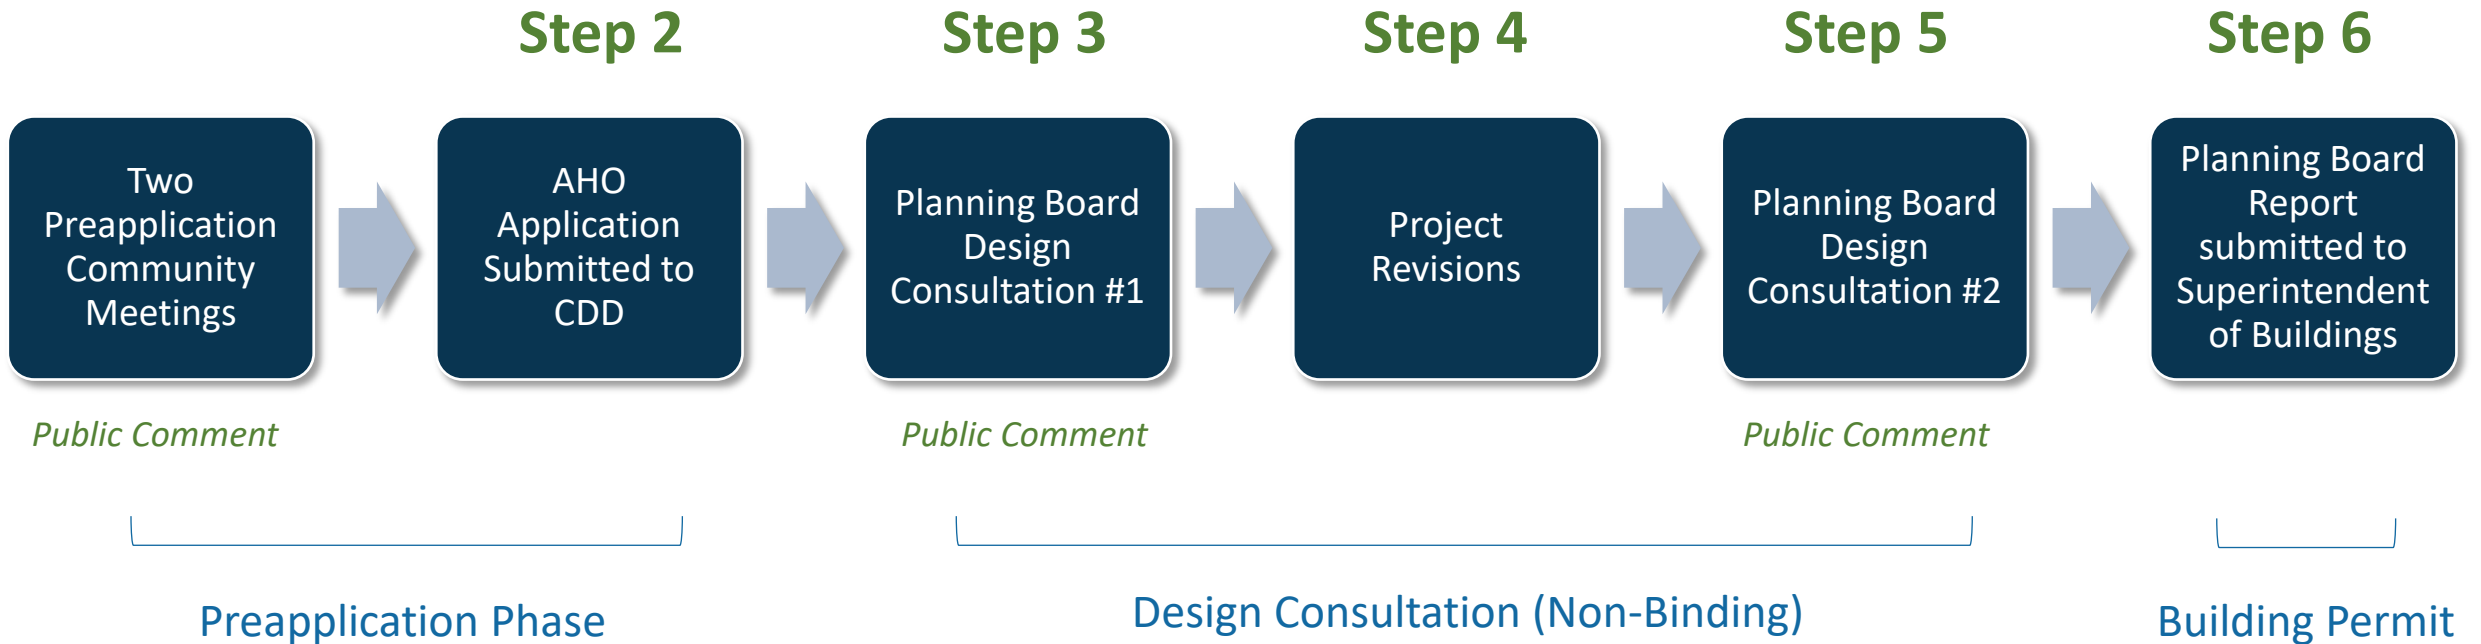 Step 2
Step 3
Step 4
Step 5
Step 6
Two
Preapplication
Community
Meetings
AHO
Application
Submitted to
CDD
Planning Board
Design
Consultation #1
Project
Revisions
Planning Board
Design
Consultation #2
Planning Board
Report
submitted to
Superintendent
of Buildings
Public Comment
Public Comment
Public Comment
Preapplication Phase
Design Consultation (Non-Binding)
Building Permit